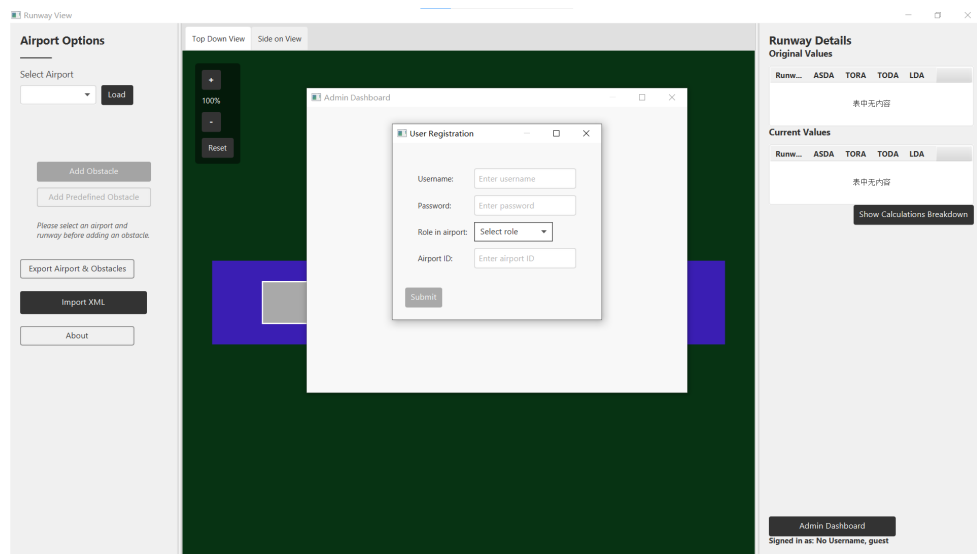 Runway View
Airport Options
Select Airport
Load
Add Obstacle
Add Predefined Obstacle
Please select an airport and
runway before adding an obstacle.
Export Airport & Obstacles
Import XML
About
Top Down View
Side on View
+
100%
-
Reset
Admin Dashboard
User Registration
Username:
Enter username
Password:
Enter password
Role in airport:
Select role
Airport ID:
Enter airport ID
Submit
Runway Details
Original Values
Runw... ASDA TORA TODA LDA
表中无内容
Current Values
Runw... ASDA TORA TODA LDA
表中无内容
Show Calculations Breakdown
Admin Dashboard
Signed in as: No Username, guest